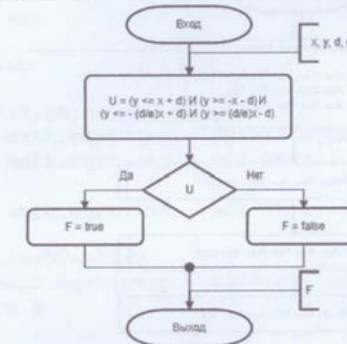 Вход
x, y, d,
U = (y <= x + d) И (y >= -x - d) И
(y <= - (d/e)x + d) И (y >= (d/e)x - d)
Да
Нет
U
F = true
F = false
F
Выход